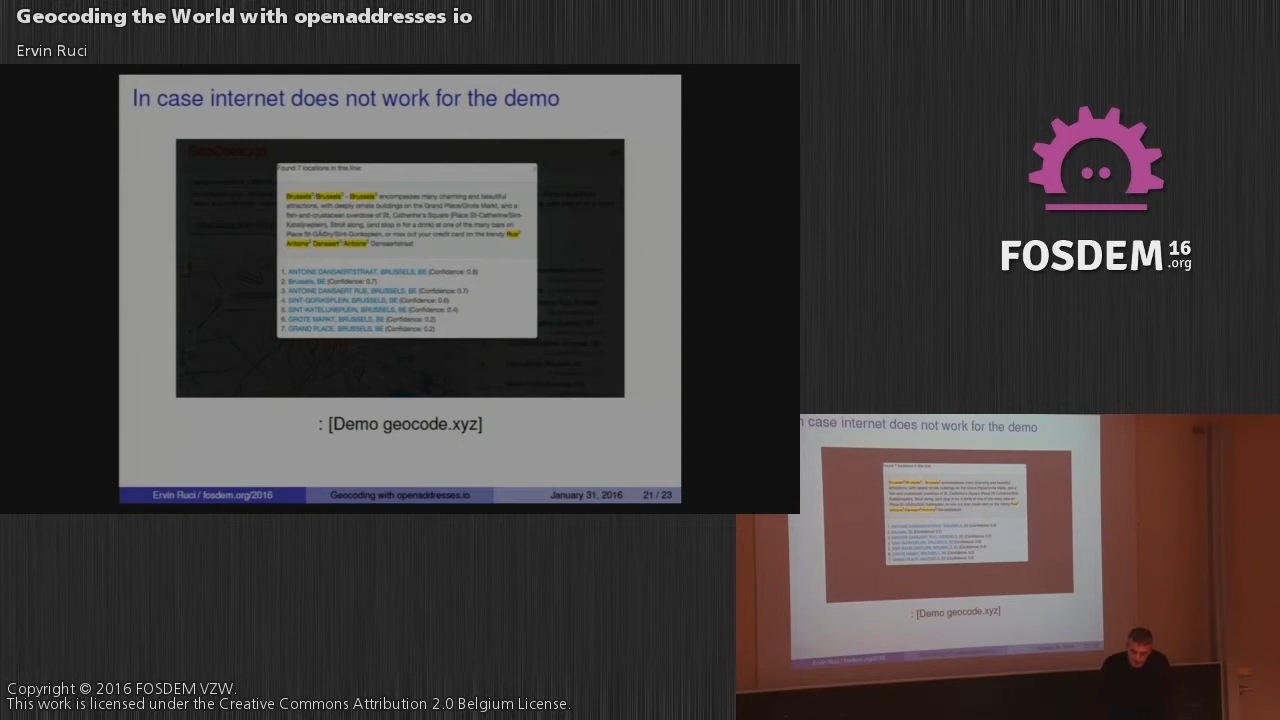 Geocoding the World with openaddresses io
Ervin Ruci
In case internet does not work for the demo
GeoCode.xyz
Found 7 locations in this line:
Brussels¹ Brussels² - Brussels³ encompasses many charming and beautiful
attractions, with deeply ornate buildings on the Grand Place/Grote Markt, and a
fish-and-crustacean overdose of St. Catherine's Square (Place St-Catherine/Sint-
Katelijneplein). Stroll along, (and stop in for a drink) at one of the many bars on
Place St-GÃ©ry/Sint-Goriksplein, or max out your credit card on the trendy Rue
Antoine Dansaert Antoine Dansaertstraat
1. ANTOINE DANSAERTSTRAAT, BRUSSELS, BE (Confidence: 0.8)
2. Brussels, BE (Confidence: 0.7)
3. ANTOINE DANSAERT RUE, BRUSSELS, BE (Confidence: 0.7)
4. SINT-GORIKSPLEIN, BRUSSELS, BE (Confidence: 0.6)
5. SINT-KATELIJNEPLEIN, BRUSSELS, BE (Confidence: 0.4)
6. GROTE MARKT, BRUSSELS, BE (Confidence: 0.2)
7. GRAND PLACE, BRUSSELS, BE (Confidence: 0.2)
: [Demo geocode.xyz]
Ervin Ruci / fosdem.org/2016
Geocoding with openaddresses.io
January 31, 2016
21 / 23
FOSDEM 16
.org
case internet does not work for the demo
: [Demo geocode.xyz]
Copyright © 2016 FOSDEM VZW.
This work is licensed under the Creative Commons Attribution 2.0 Belgium License.